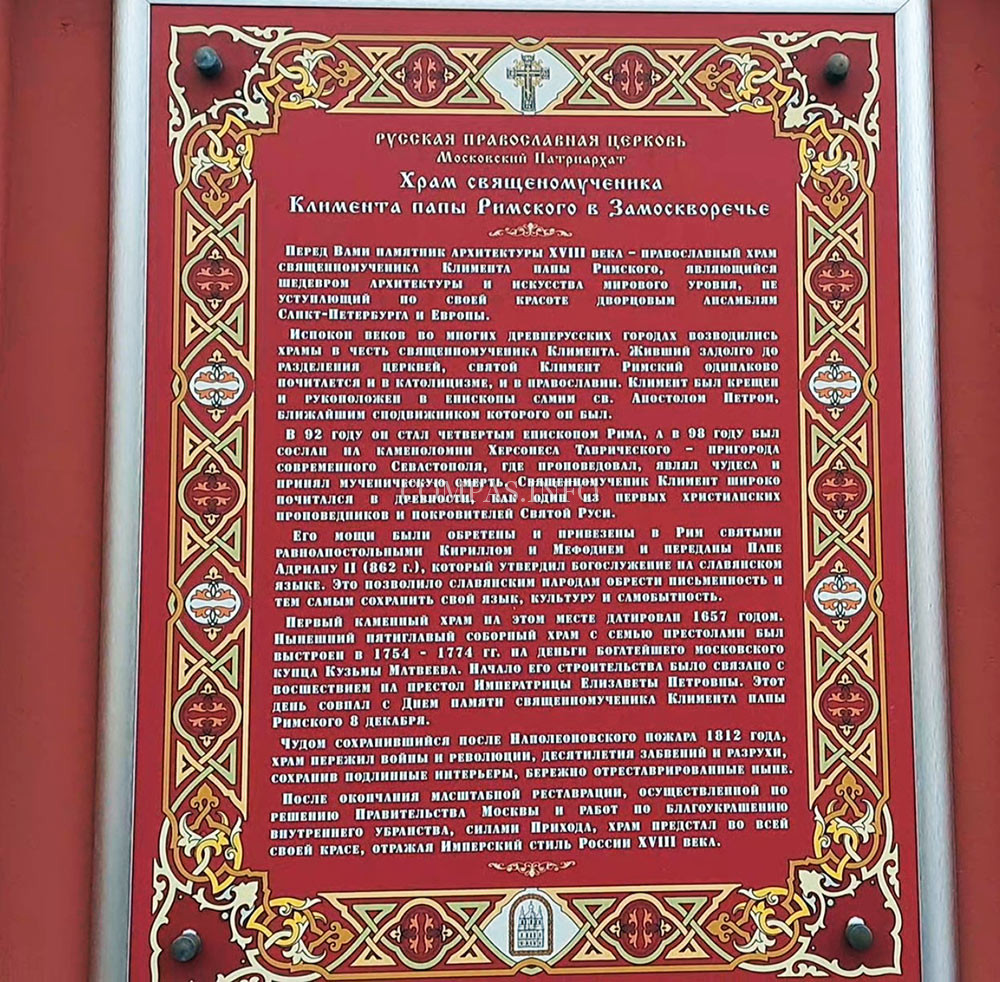 Русская Православная Церковь
Московский Патриархат
Храм священомученика
Климента папы Римского в Замоскворечье
Перед Вами памятник архитектуры XVIII века – православный храм
священномученика Климента папы Римского, являющийся
шедевром архитектуры и искусства мирового уровня, не
уступающий по своей красоте дворцовым ансамблям
Санкт-Петербурга и Европы.
Испокон веков во многих древнерусских городах возводились
храмы в честь священномученика Климента. Живший задолго до
разделения церквей, святой Климент Римский одинаково
почитается и в католицизме, и в православии. Климент был крещен
и рукоположен в епископы самим св. Апостолом Петром,
ближайшим сподвижником которого он был.
В 92 году он стал четвертым епископом Рима, а в 98 году был
сослан на каменоломни Херсонеса Таврического – пригорода
современного Севастополя, где проповедовал, являл чудеса и
принял мученическую смерть. Священномученик Климент широко
почитался в древности, как один из первых христианских
проповедников и покровителей Святой Руси.
Его мощи были обретены и привезены в Рим святыми
равноапостольными Кириллом и Мефодием и переданы Папе
Адриану II (862 г.), который утвердил богослужение на славянском
языке. Это позволило славянским народам обрести письменность и
тем самым сохранить свой язык, культуру и самобытность.
Первый каменный храм на этом месте датирован 1657 годом.
Нынешний пятиглавый соборный храм с семью престолами был
выстроен в 1754 - 1774 гг. на деньги богатейшего московского
купца Кузьмы Матвеева. Начало его строительства было связано с
восшествием на престол Императрицы Елизаветы Петровны. Этот
день совпал с Днем памяти священномученика Климента папы
Римского 8 декабря.
Чудом сохранившийся после Наполеоновского пожара 1812 года,
храм пережил войны и революции, десятилетия забвений и разрухи,
сохранив подлинные интерьеры, бережно отреставрированные ныне.
После окончания масштабной реставрации, осуществленной по
решению Правительства Москвы и работ по благоукрашению
внутреннего убранства, силами Прихода, храм предстал во всей
своей красе, отражая Имперский стиль России XVIII века.